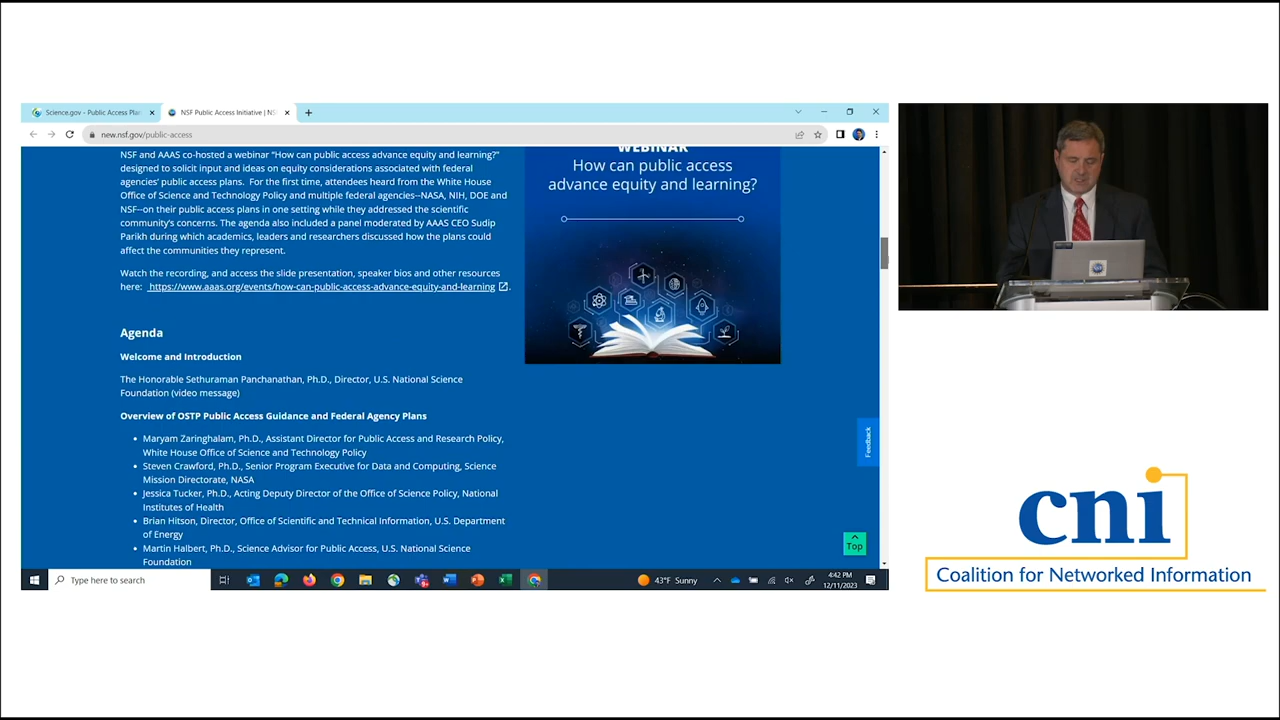 Science.gov - Public Access Plan
NSF Public Access Initiative | NS
new.nsf.gov/public-access
NSF and AAAS co-hosted a webinar "How can public access advance equity and learning?"
designed to solicit input and ideas on equity considerations associated with federal
agencies' public access plans. For the first time, attendees heard from the White House
Office of Science and Technology Policy and multiple federal agencies--NASA, NIH, DOE and
NSF--on their public access plans in one setting while they addressed the scientific
community's concerns. The agenda also included a panel moderated by AAAS CEO Sudip
Parikh during which academics, leaders and researchers discussed how the plans could
affect the communities they represent.
Watch the recording, and access the slide presentation, speaker bios and other resources
here: https://www.aaas.org/events/how-can-public-access-advance-equity-and-learning .
Agenda
Welcome and Introduction
The Honorable Sethuraman Panchanathan, Ph.D., Director, U.S. National Science
Foundation (video message)
Overview of OSTP Public Access Guidance and Federal Agency Plans
• Maryam Zaringhalam, Ph.D., Assistant Director for Public Access and Research Policy,
White House Office of Science and Technology Policy
• Steven Crawford, Ph.D., Senior Program Executive for Data and Computing, Science
Mission Directorate, NASA
• Jessica Tucker, Ph.D., Acting Deputy Director of the Office of Science Policy, National
Institutes of Health
• Brian Hitson, Director, Office of Scientific and Technical Information, U.S. Department
of Energy
• Martin Halbert, Ph.D., Science Advisor for Public Access, U.S. National Science
Foundation
WEBINAR
How can public access
advance equity and learning?
Feedback
Top
Type here to search
43°F Sunny
4:42 PM
12/11/2023
cni
Coalition for Networked Information